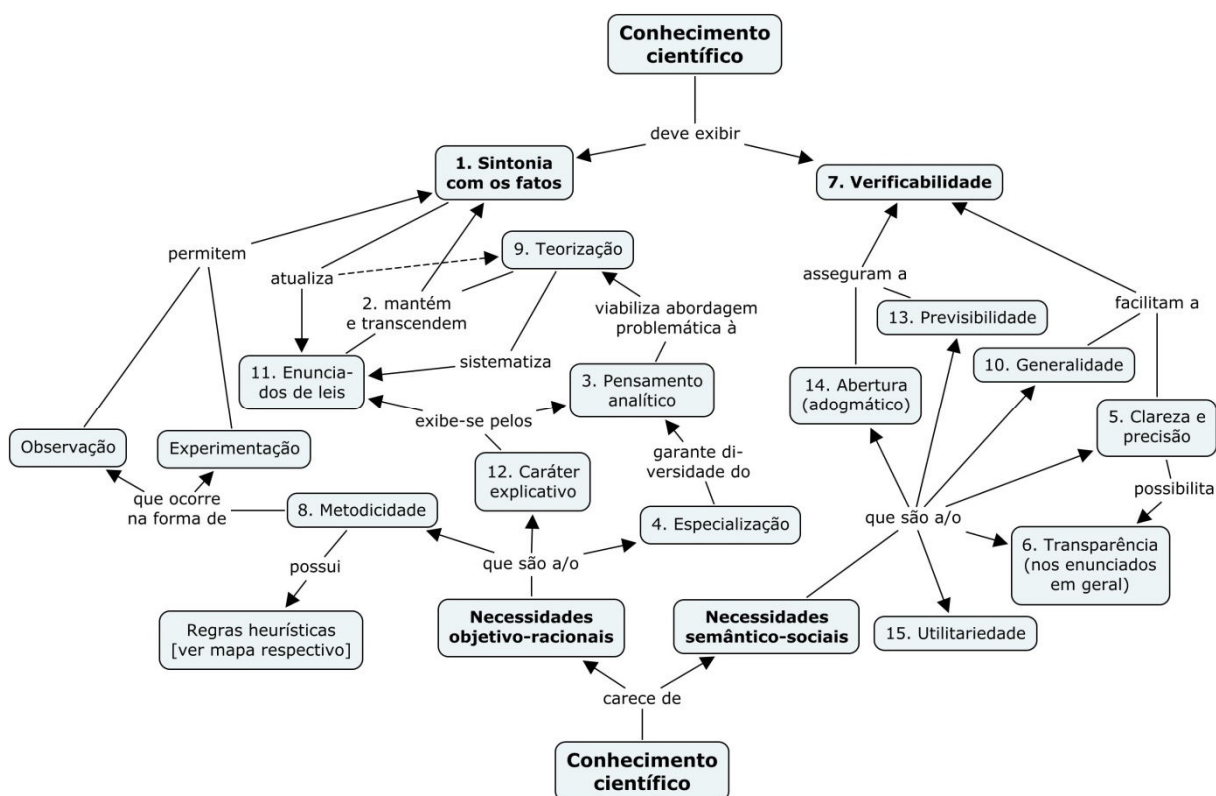 Conhecimento
científico
deve exibir
1. Sintonia
com os fatos
7. Verificabilidade
permitem
atualiza
9. Teorização
2. mantém
e transcendem
asseguram a
viabiliza abordagem
problemática à
13. Previsibilidade
facilitam a
11. Enuncia-
dos de leis
sistematiza
3. Pensamento
analítico
14. Abertura
(adogmático)
10. Generalidade
exibe-se pelos
Observação
Experimentação
5. Clareza e
precisão
12. Caráter
explicativo
garante di-
versidade do
que ocorre
na forma de
8. Metodicidade
4. Especialização
que são a/o
possibilita
possui
que são a/o
6. Transparência
(nos enunciados
em geral)
Regras heurísticas
[ver mapa respectivo]
Necessidades
objetivo-racionais
Necessidades
semântico-sociais
15. Utilitariedade
carece de
Conhecimento
científico